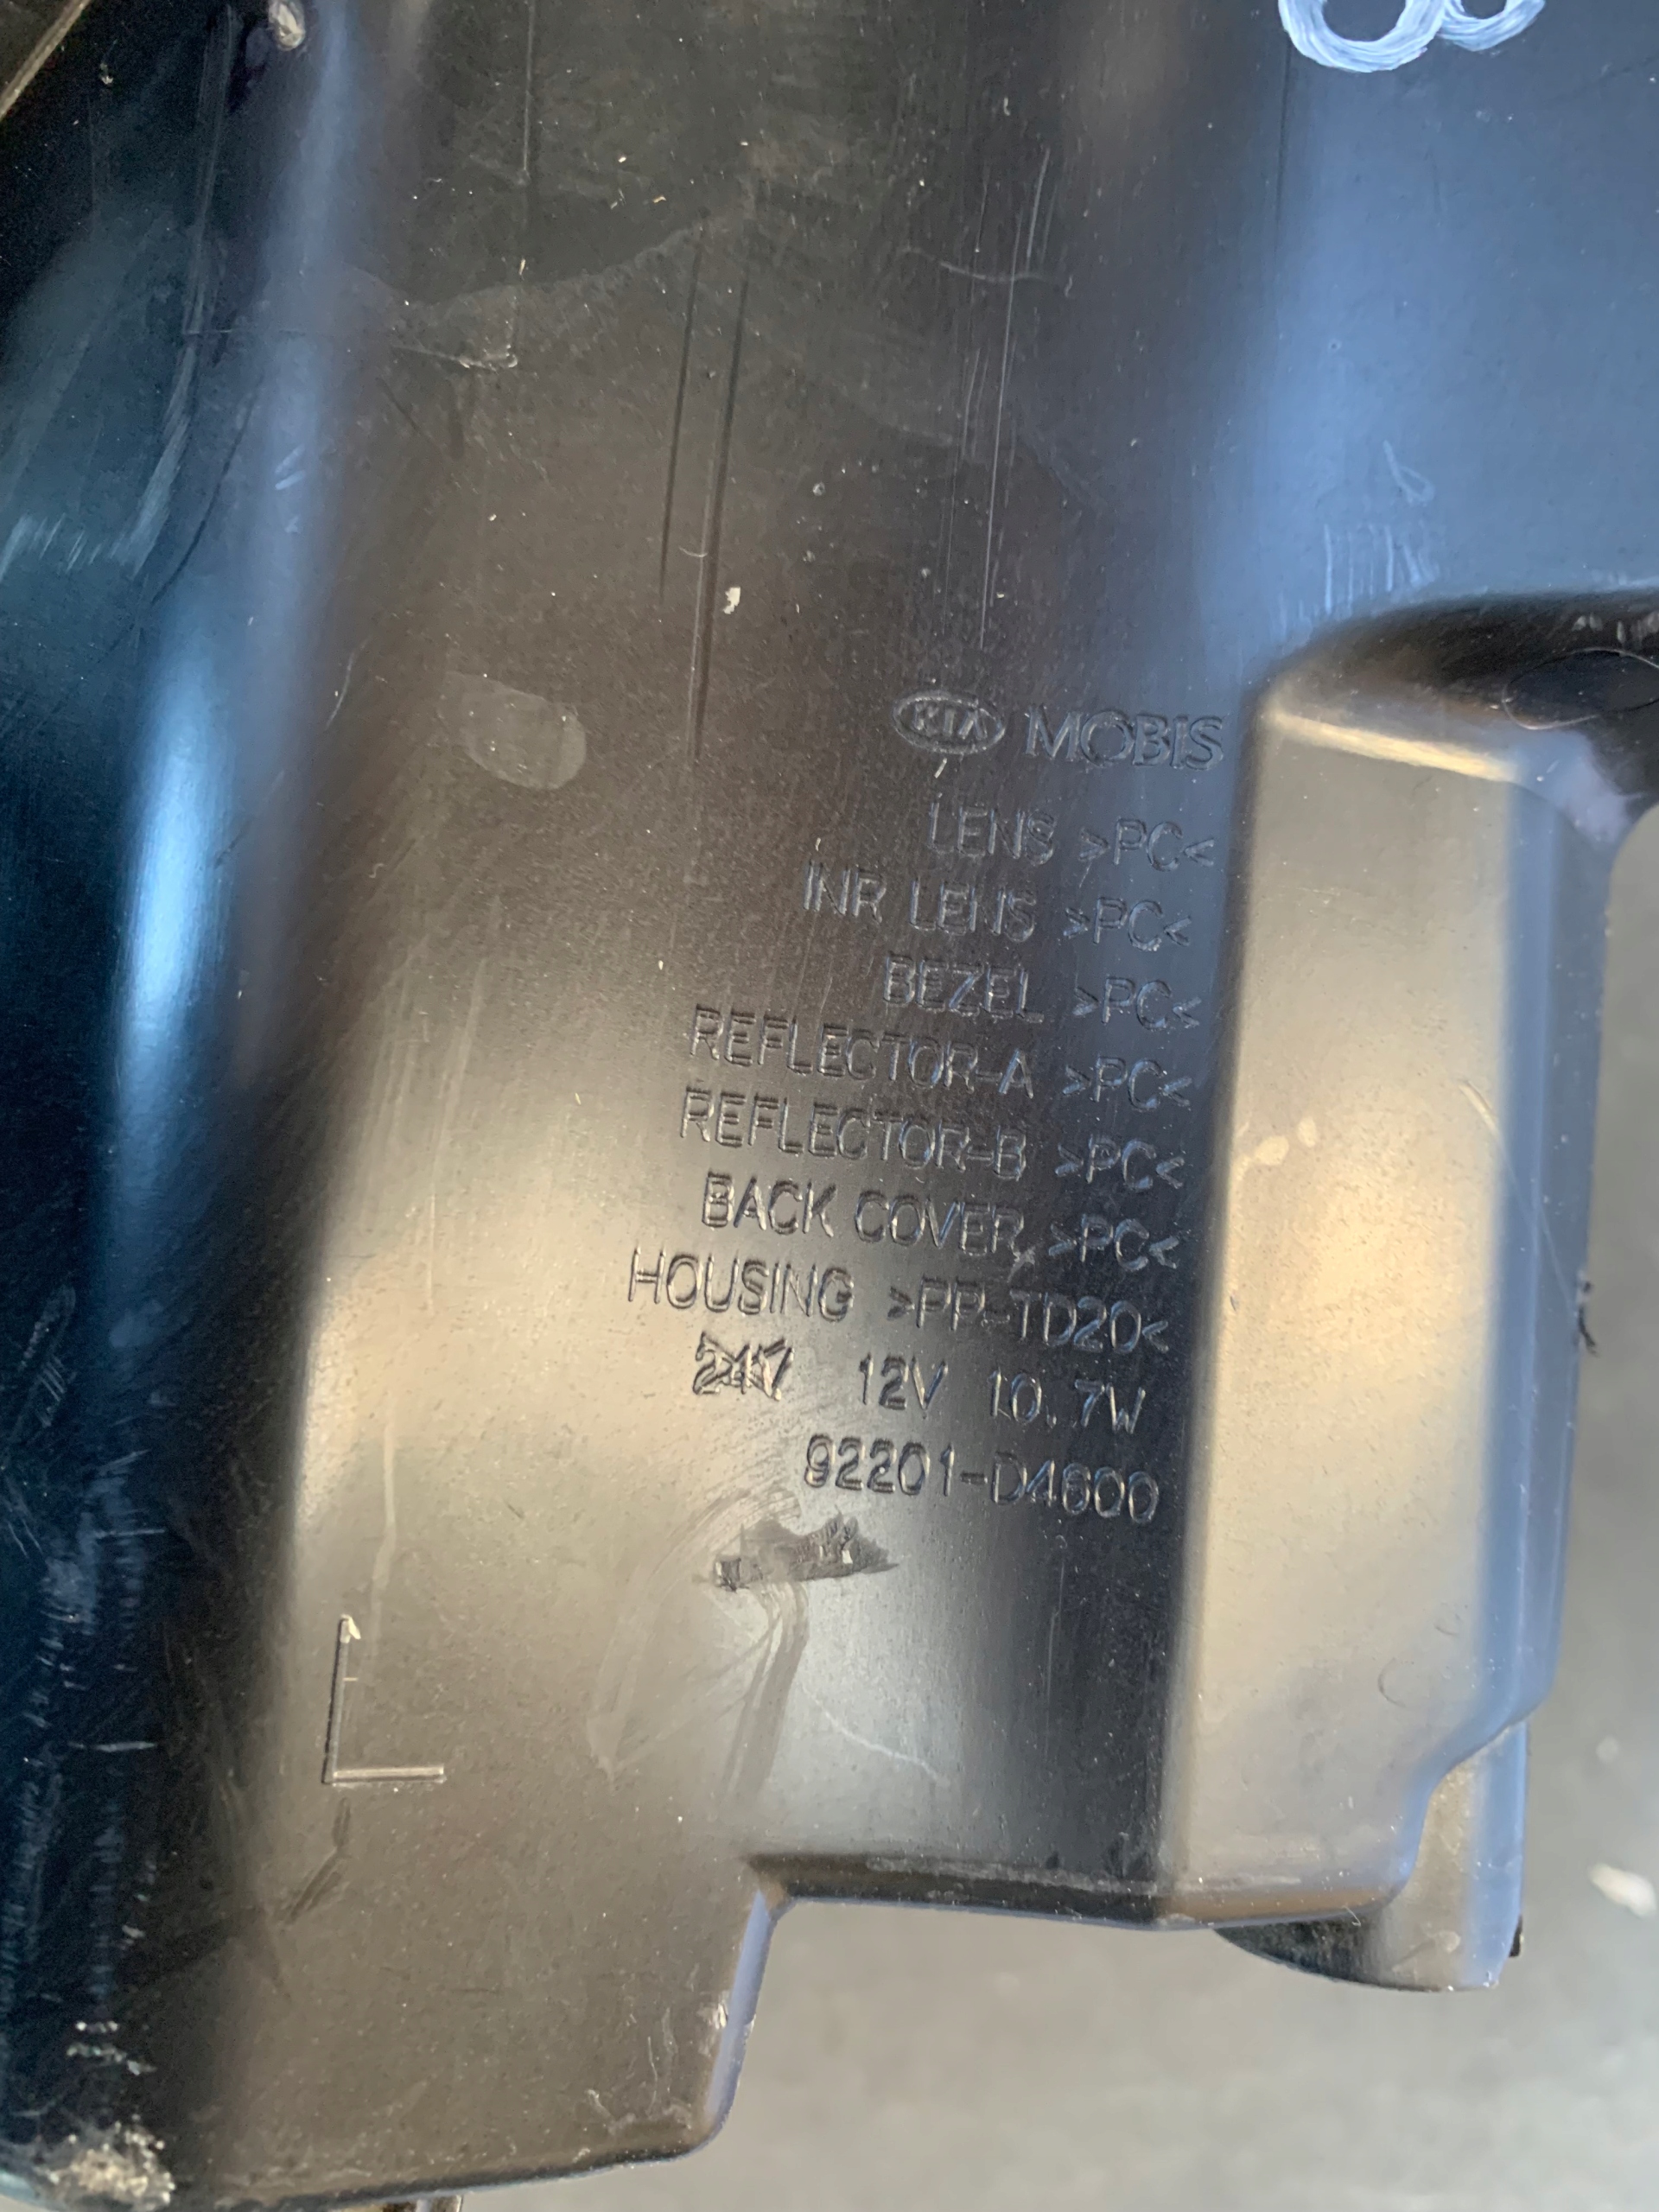 KIA MOBIS
LENS >PC<
INR LENS >PC<
BEZEL >PC<
REFLECTOR-A >PC<
REFLECTOR-B >PC<
BACK COVER >PC<
HOUSING >PP-TD20<
12V 10.7W
92201-D4600
L